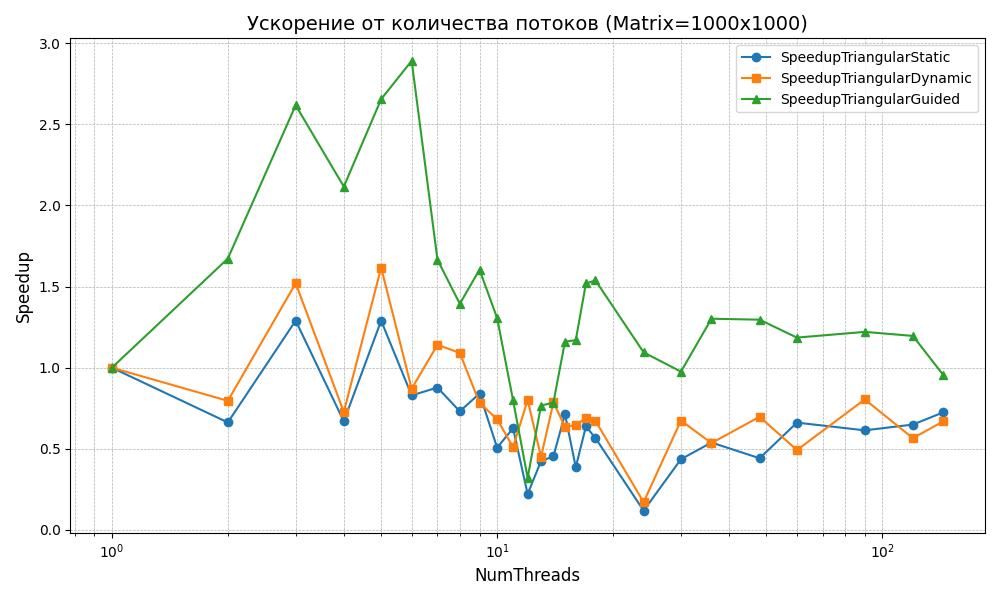 Ускорение от количества потоков (Matrix=1000x1000)
SpeedupTriangularStatic
SpeedupTriangularDynamic
SpeedupTriangularGuided
3.0
2.5
2.0
1.5
1.0
0.5
0.0
Speedup
10⁰
10¹
10²
NumThreads